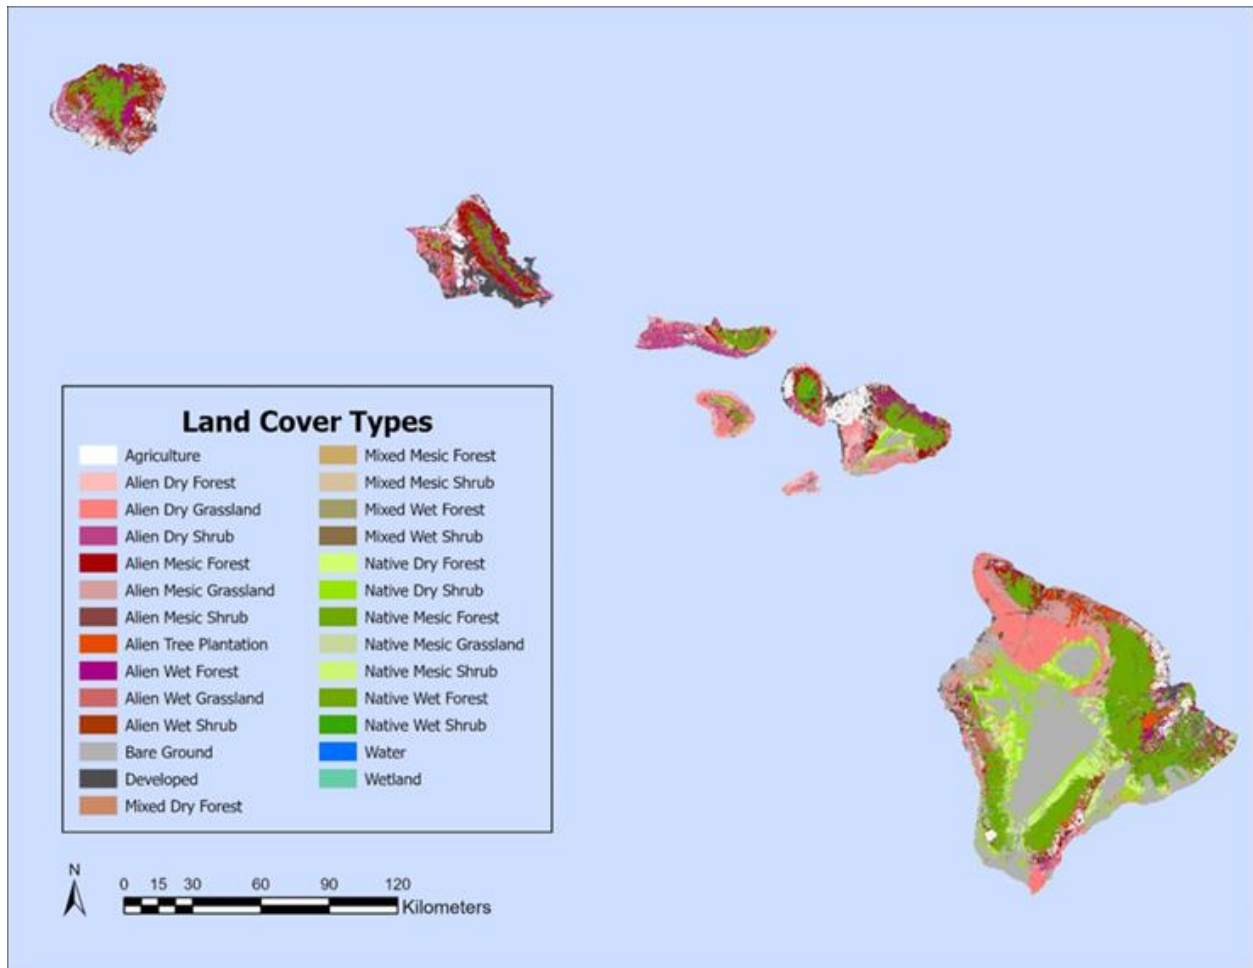 Land Cover Types
Agriculture
Alien Dry Forest
Alien Dry Grassland
Alien Dry Shrub
Alien Mesic Forest
Alien Mesic Grassland
Alien Mesic Shrub
Alien Tree Plantation
Alien Wet Forest
Alien Wet Grassland
Alien Wet Shrub
Bare Ground
Developed
Mixed Dry Forest
Mixed Mesic Forest
Mixed Mesic Shrub
Mixed Wet Forest
Mixed Wet Shrub
Native Dry Forest
Native Dry Shrub
Native Mesic Forest
Native Mesic Grassland
Native Mesic Shrub
Native Wet Forest
Native Wet Shrub
Water
Wetland
N
0 15 30 60 90 120
Kilometers